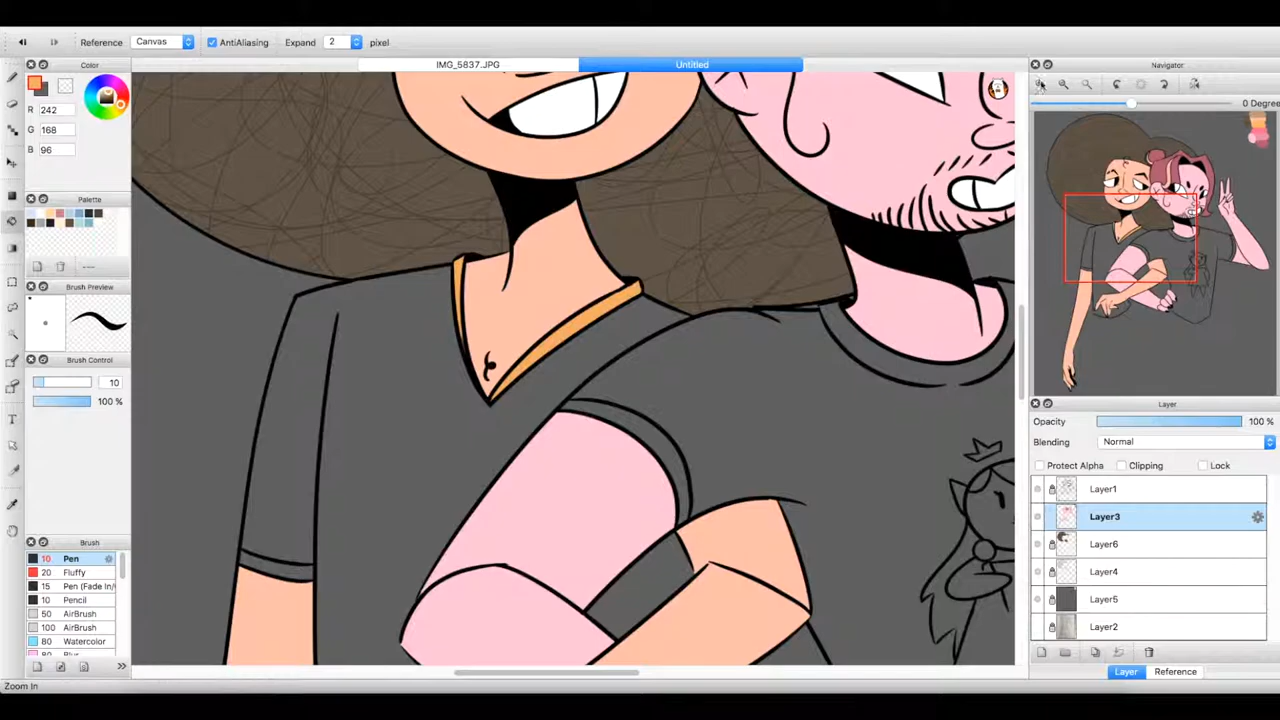 Reference Canvas AntiAliasing Expand 2 pixel
IMG_5837.JPG Untitled
Color
R 242
G 168
B 96
Palette
---
Brush Preview
Brush Control
10
100 %
Brush
10 Pen
20 Fluffy
15 Pen (Fade In/
10 Pencil
50 AirBrush
100 AirBrush
80 Watercolor
80 Blur
Zoom In
Navigator
0 Degree
Layer
Opacity 100 %
Blending Normal
Protect Alpha Clipping Lock
Layer1
Layer3
Layer6
Layer4
Layer5
Layer2
Layer Reference